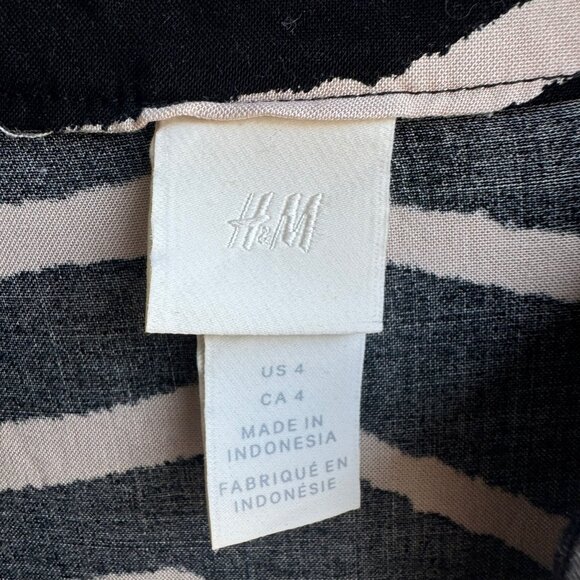 H&M
US 4
CA 4
MADE IN
INDONESIA
FABRIQUÉ EN
INDONÉSIE